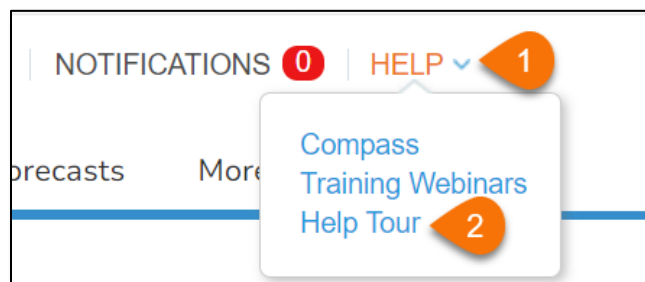 NOTIFICATIONS 0 HELP 1
orecasts More
Compass
Training Webinars
Help Tour 2